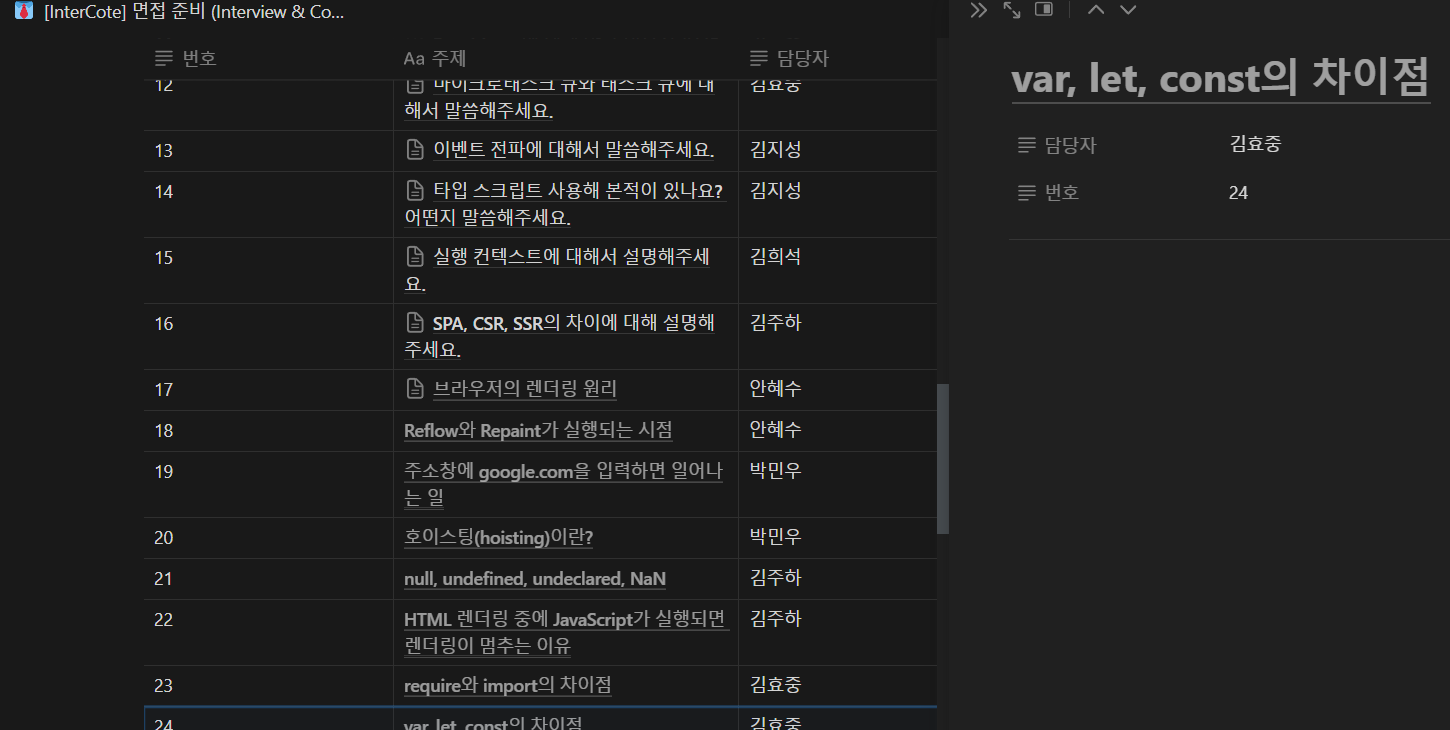 [InterCote] 면접 준비 (Interview & Co...
번호 Aa 주제 담당자
12 마이크로태스크 큐와 태스크 큐에 대 김효중
해서 말씀해주세요.
13 이벤트 전파에 대해서 말씀해주세요. 김지성
14 타입 스크립트 사용해 본적이 있나요? 김지성
어떤지 말씀해주세요.
15 실행 컨텍스트에 대해서 설명해주세 김희석
요.
16 SPA, CSR, SSR의 차이에 대해 설명해 김주하
주세요.
17 브라우저의 렌더링 원리 안혜수
18 Reflow와 Repaint가 실행되는 시점 안혜수
19 주소창에 google.com을 입력하면 일어나 박민우
는 일
20 호이스팅(hoisting)이란? 박민우
21 null, undefined, undeclared, NaN 김주하
22 HTML 렌더링 중에 JavaScript가 실행되면 김주하
렌더링이 멈추는 이유
23 require와 import의 차이점 김효중
24 var, let, const의 차이점 김효중
var, let, const의 차이점
담당자 김효중
번호 24